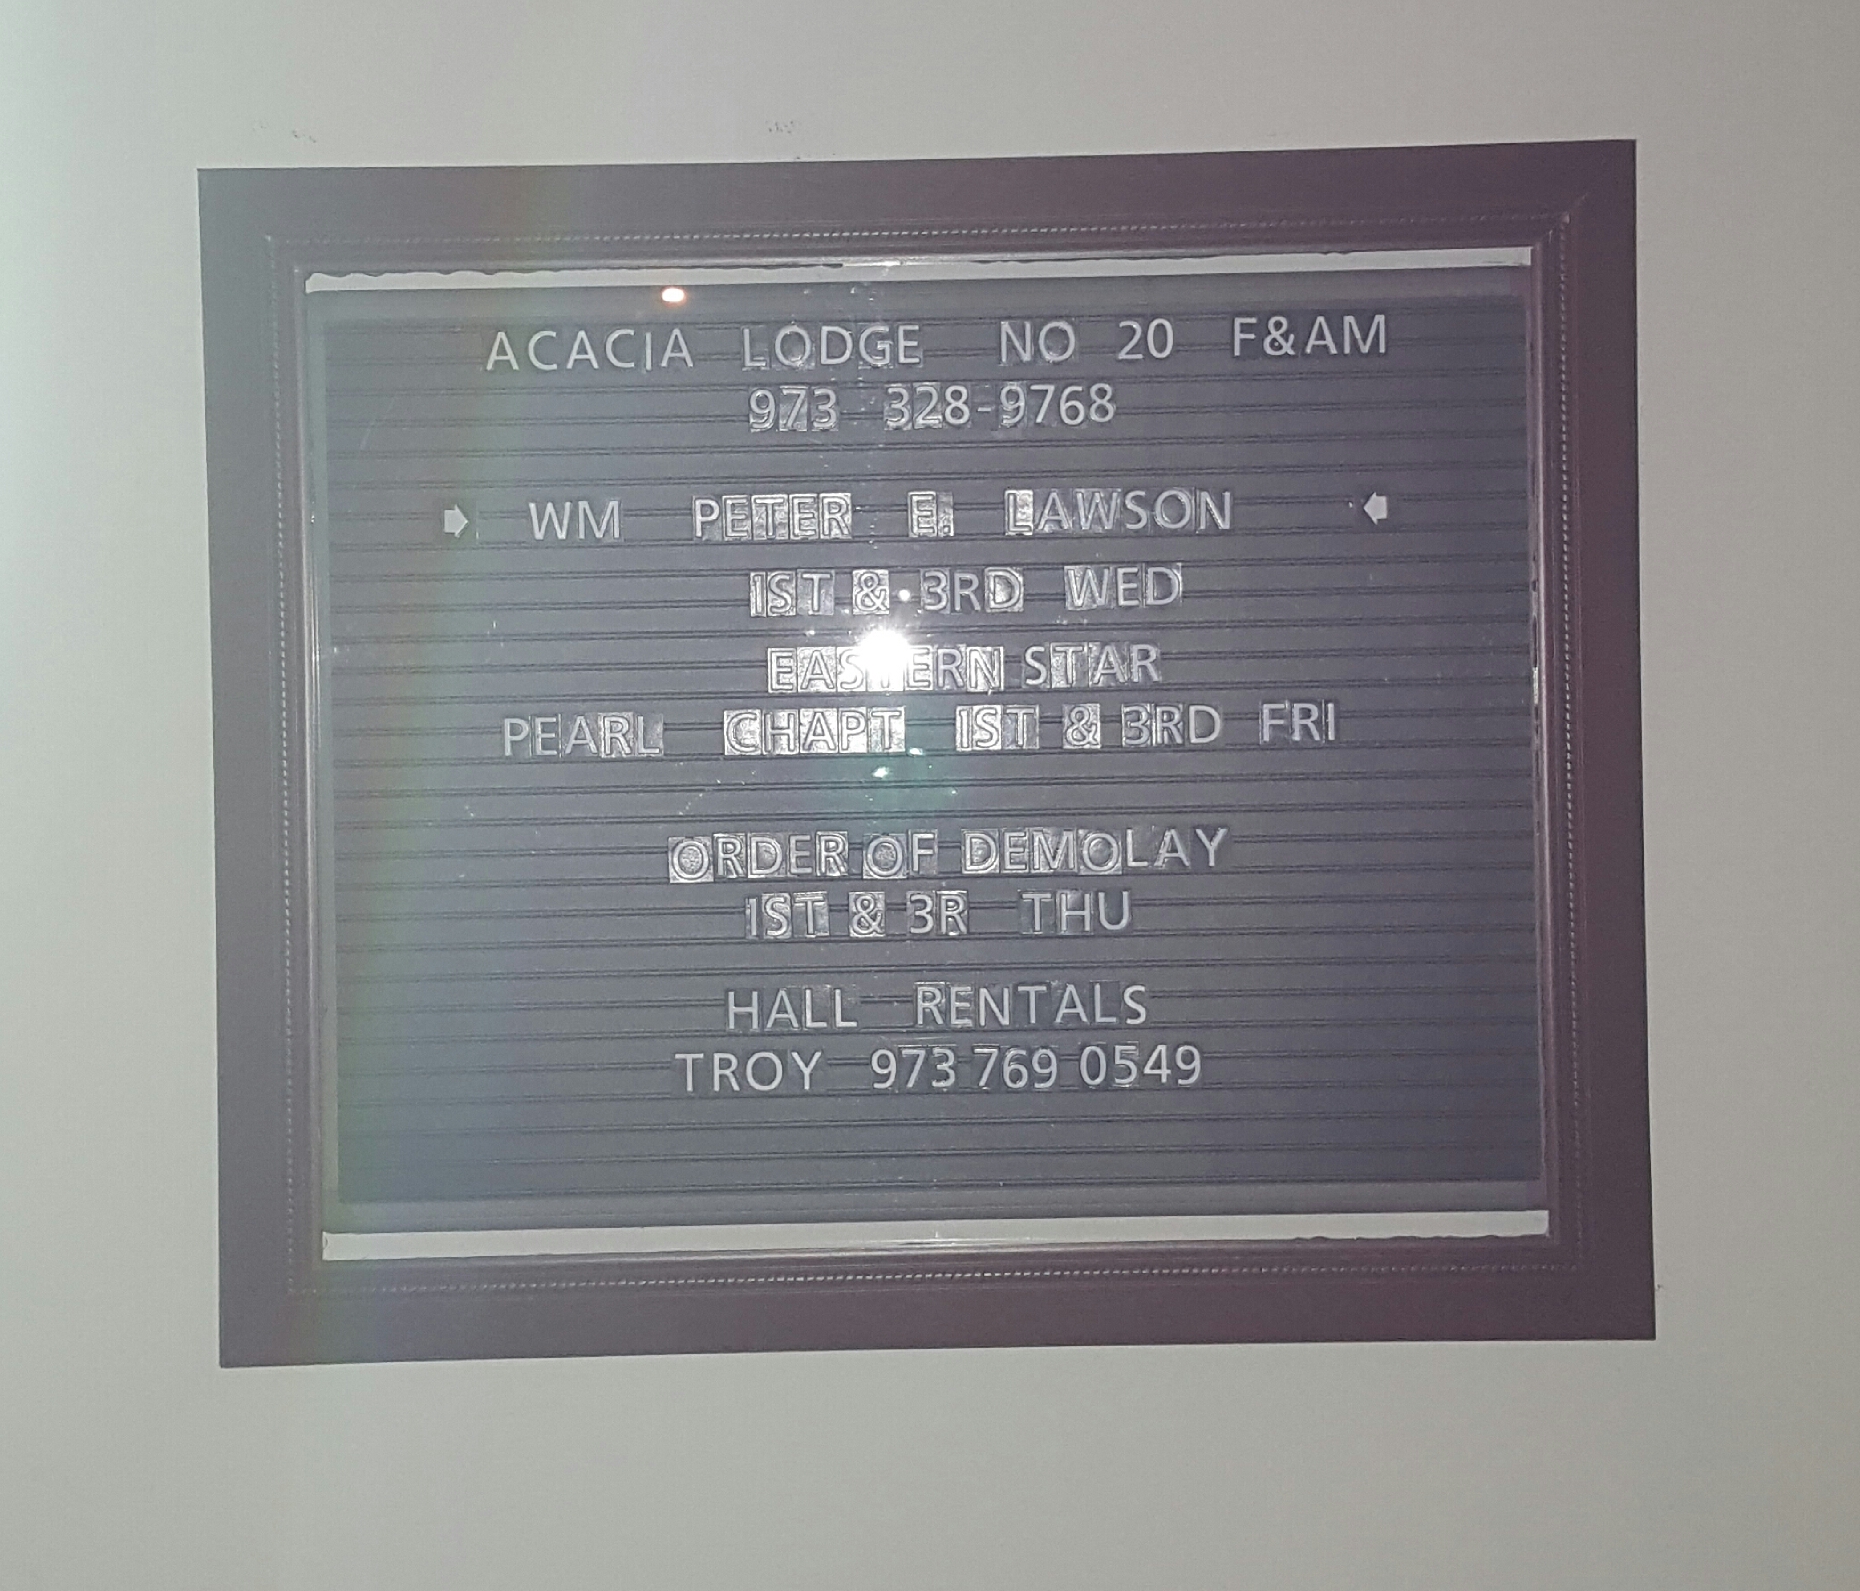 ACACIA LODGE NO 20 F&AM
973 328-9768
WM PETER E. LAWSON
1ST & 3RD WED
EASTERN STAR
PEARL CHAPT 1ST & 3RD FRI
ORDER OF DEMOLAY
1ST & 3R THU
HALL RENTALS
TROY 973 769 0549